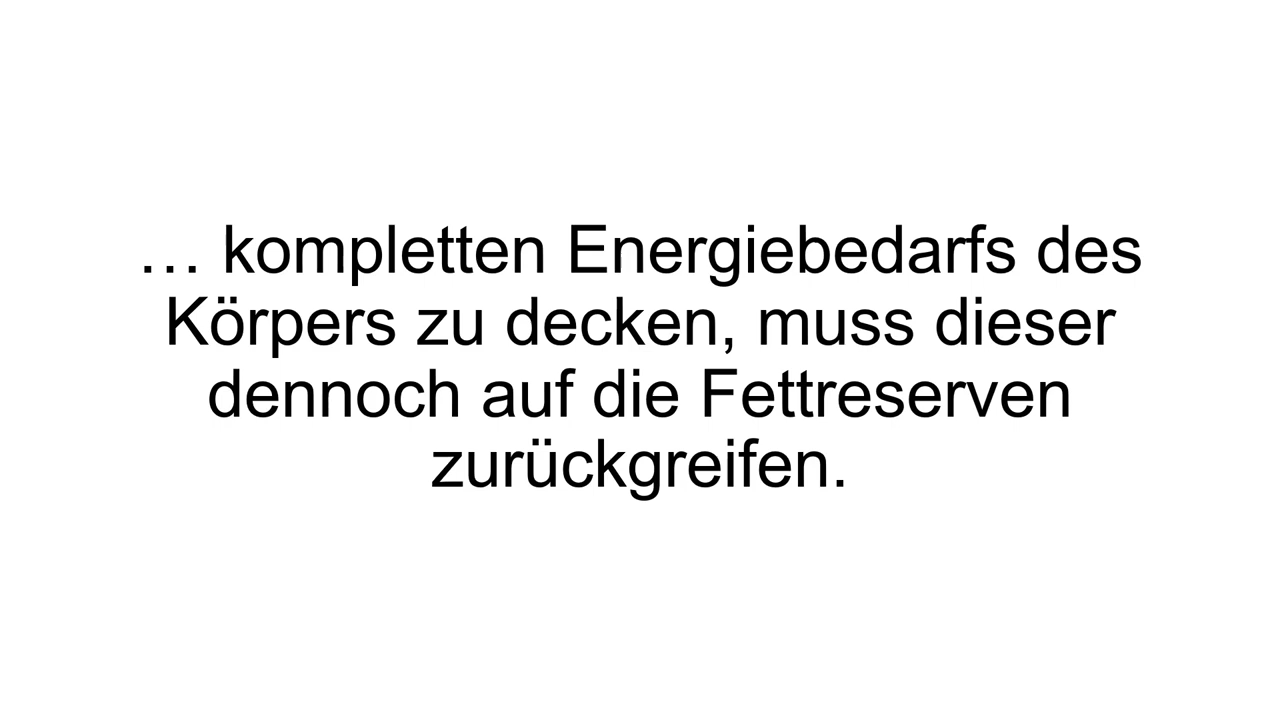 … kompletten Energiebedarfs des
Körpers zu decken, muss dieser
dennoch auf die Fettreserven
zurückgreifen.